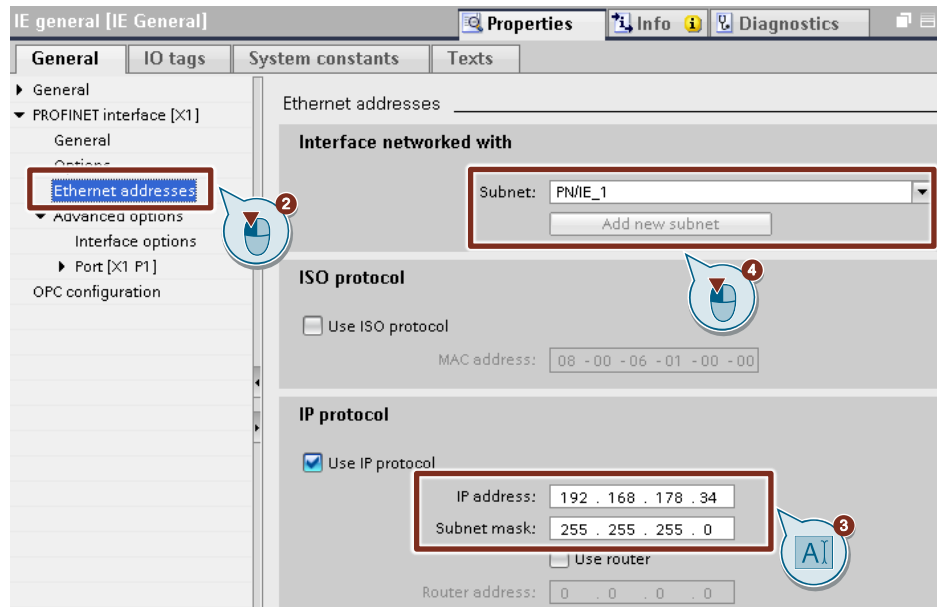 IE general [IE General]
Properties
Info
Diagnostics
General
IO tags
System constants
Texts
General
PROFINET interface [X1]
General
Options
Ethernet addresses
Advanced options
Interface options
Port [X1 P1]
OPC configuration
2
Ethernet addresses
Interface networked with
Subnet: PN/IE_1
Add new subnet
4
ISO protocol
Use ISO protocol
MAC address: 08 - 00 - 06 - 01 - 00 - 00
IP protocol
Use IP protocol
IP address: 192 . 168 . 178 . 34
Subnet mask: 255 . 255 . 255 . 0
3
A
Use router
Router address: 0 . 0 . 0 . 0